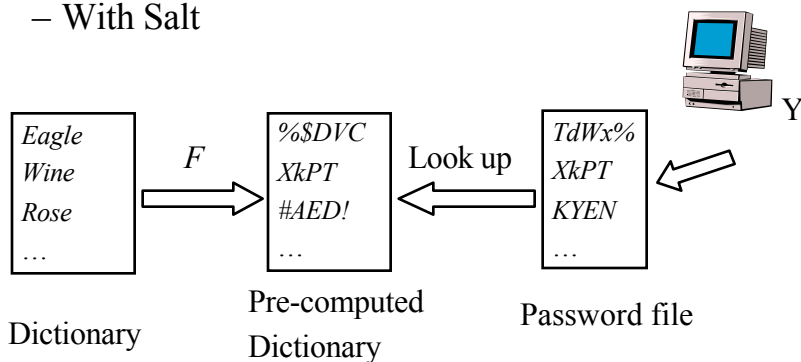 – With Salt
Y
Eagle
Wine
Rose
…
F
%$DVC
XkPT
#AED!
…
Look up
TdWx%
XkPT
KYEN
…
Dictionary
Pre-computed
Dictionary
Password file